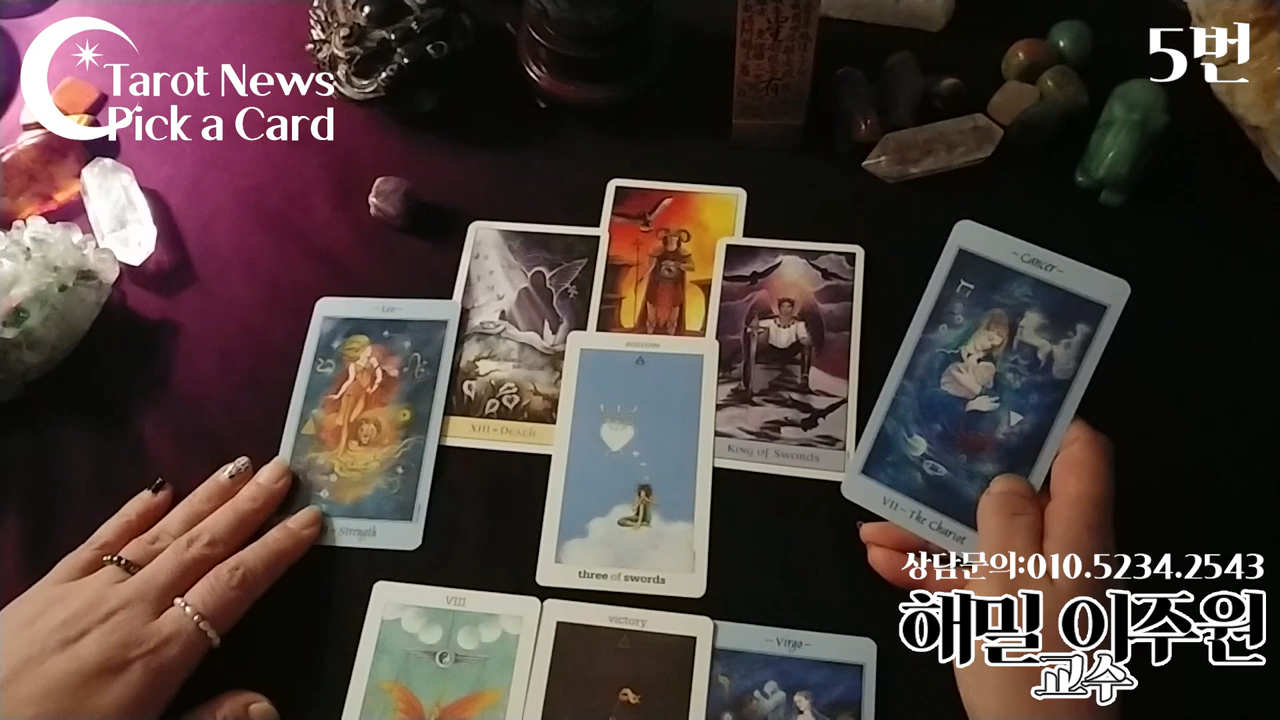 Tarot News
Pick a Card
5번
Cancer
Leo
sorrow
XIII - Death
King of Swords
VII - The Chariot
Strength
three of swords
VIII
victory
- Virgo -
상담문의:010.5234.2543
해밀 이주원
교수